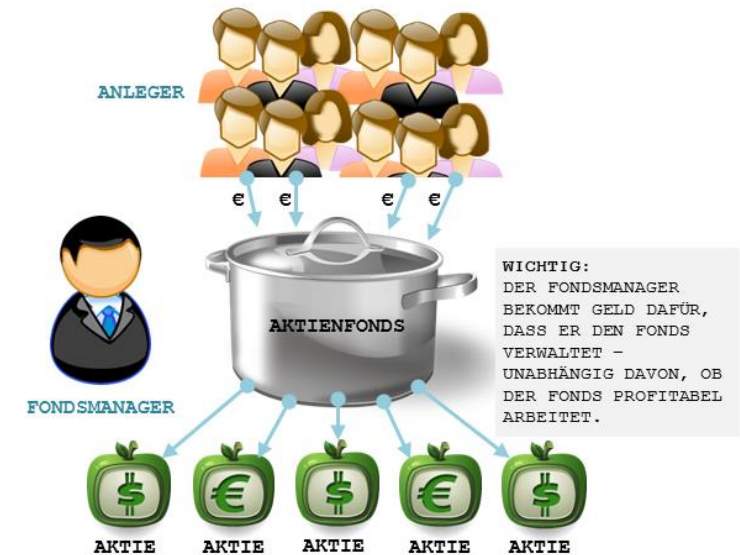 ANLEGER
€ € € €
AKTIENFONDS
FONDSMANAGER
WICHTIG:
DER FONDSMANAGER
BEKOMMT GELD DAFÜR,
DASS ER DEN FONDS
VERWALTET –
UNABHÄNGIG DAVON, OB
DER FONDS PROFITABEL
ARBEITET.
$ € $ € $
AKTIE AKTIE AKTIE AKTIE AKTIE